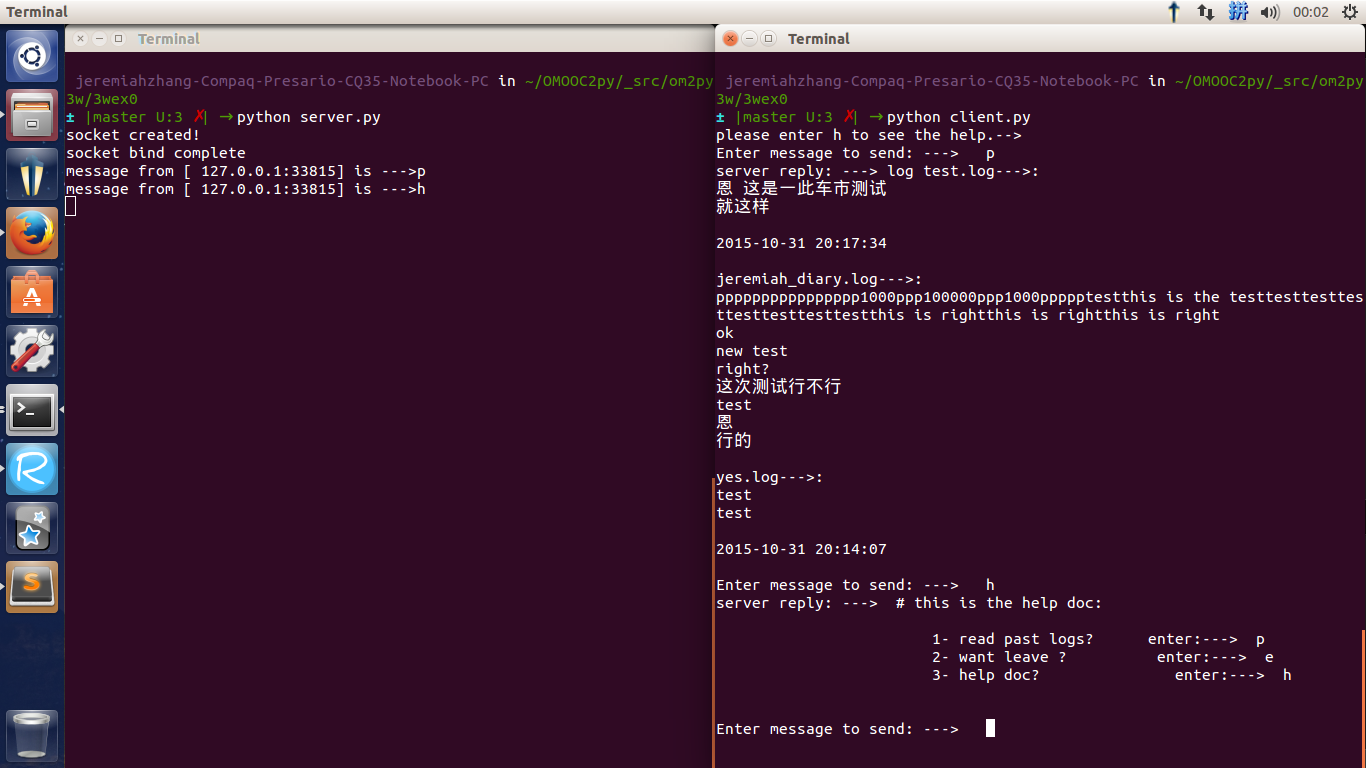 Terminal
拼
00:02
Terminal
jeremiahzhang-Compaq-Presario-CQ35-Notebook-PC in ~/OMOOC2py/_src/om2py
3w/3wex0
± |master U:3 ✗| →python server.py
socket created!
socket bind complete
message from [ 127.0.0.1:33815] is --->p
message from [ 127.0.0.1:33815] is --->h
Terminal
jeremiahzhang-Compaq-Presario-CQ35-Notebook-PC in ~/OMOOC2py/_src/om2py
3w/3wex0
± |master U:3 ✗| →python client.py
please enter h to see the help.-->
Enter message to send: --->   p
server reply: ---> log test.log--->:
恩 这是一此车市测试
就这样
2015-10-31 20:17:34
jeremiah_diary.log--->:
pppppppppppppppp1000ppp100000ppp1000ppppptestthis is the testtesttesttes
ttesttesttesttestthis is rightthis is rightthis is right
ok
new test
right?
这次测试行不行
test
恩
行的
yes.log--->:
test
test
2015-10-31 20:14:07
Enter message to send: --->   h
server reply: --->  # this is the help doc:
1- read past logs?      enter:--->  p
2- want leave ?          enter:--->  e
3- help doc?               enter:--->  h
Enter message to send: --->